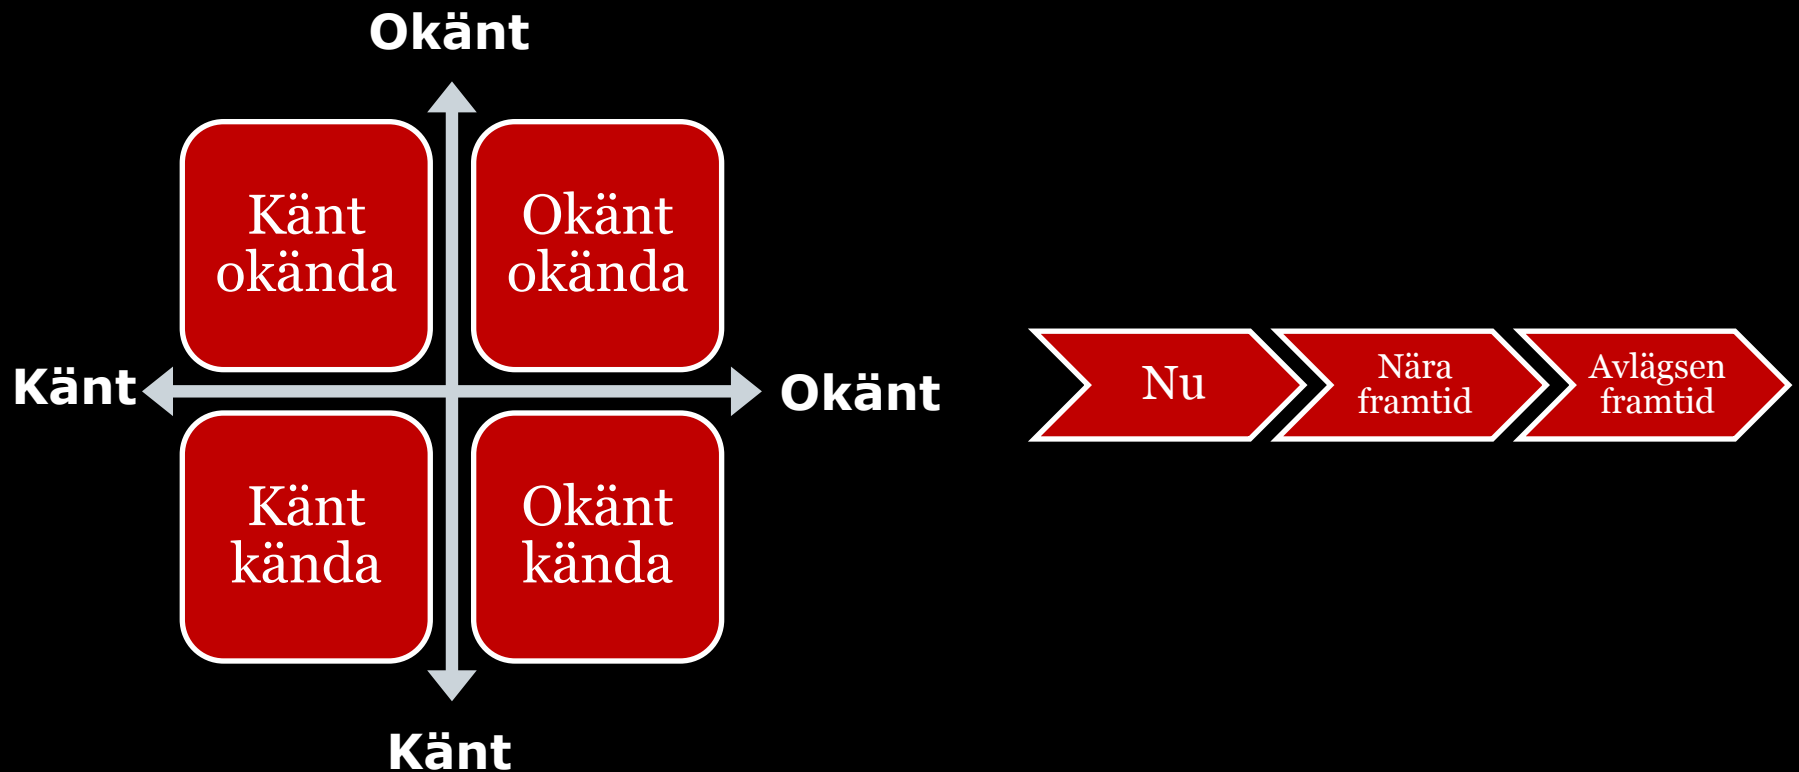 Okänt
Känt
okända
Okänt
okända
Känt
Okänt
Känt
kända
Okänt
kända
Känt
Nu
Nära
framtid
Avlägsen
framtid